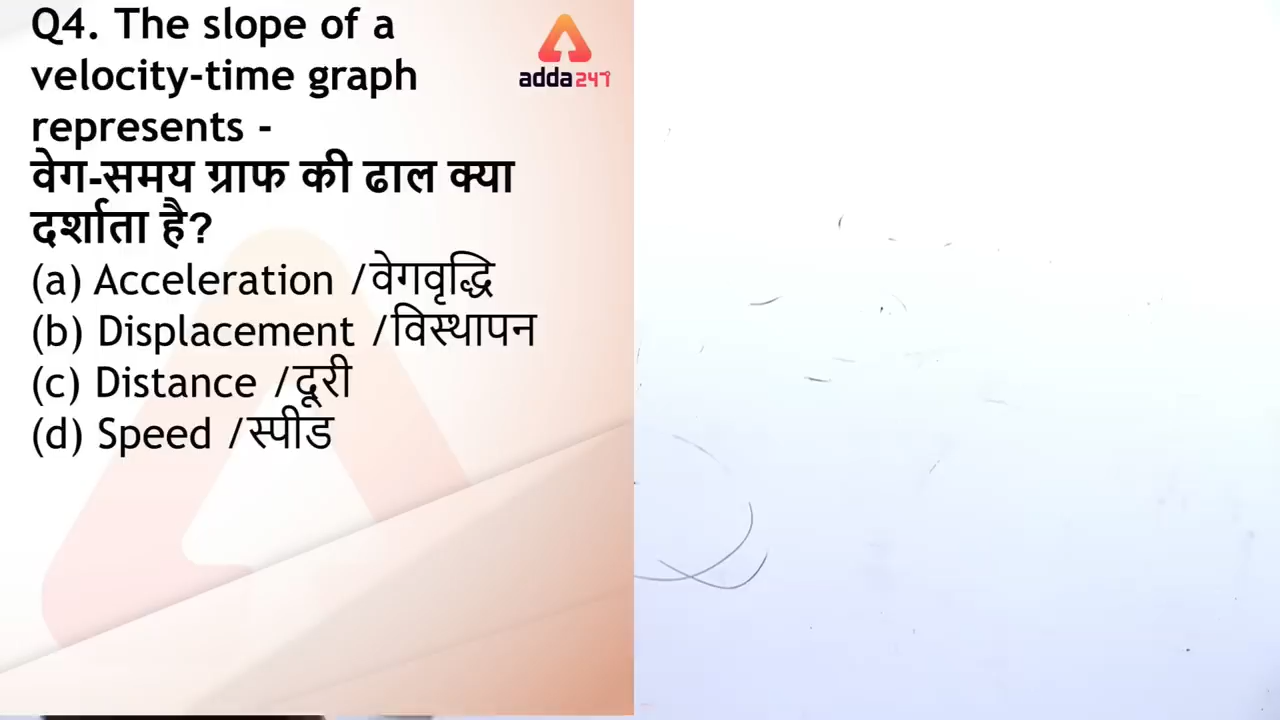 Q4. The slope of a
velocity-time graph
represents -
वेग-समय ग्राफ की ढाल क्या
दर्शाता है?
(a) Acceleration /वेगवृद्धि
(b) Displacement /विस्थापन
(c) Distance /दूरी
(d) Speed /स्पीड
adda247